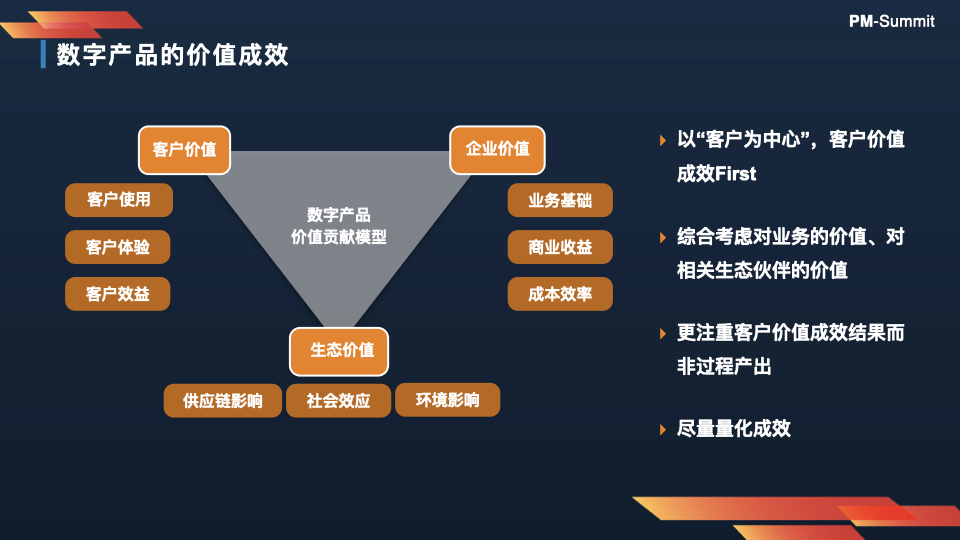 PM-Summit
数字产品的价值成效
客户价值
企业价值
客户使用
客户体验
客户效益
数字产品
价值贡献模型
业务基础
商业收益
成本效率
生态价值
供应链影响
社会效应
环境影响
以“客户为中心”，客户价值
成效First
综合考虑对业务的价值、对
相关生态伙伴的价值
更注重客户价值成效结果而
非过程产出
尽量量化成效